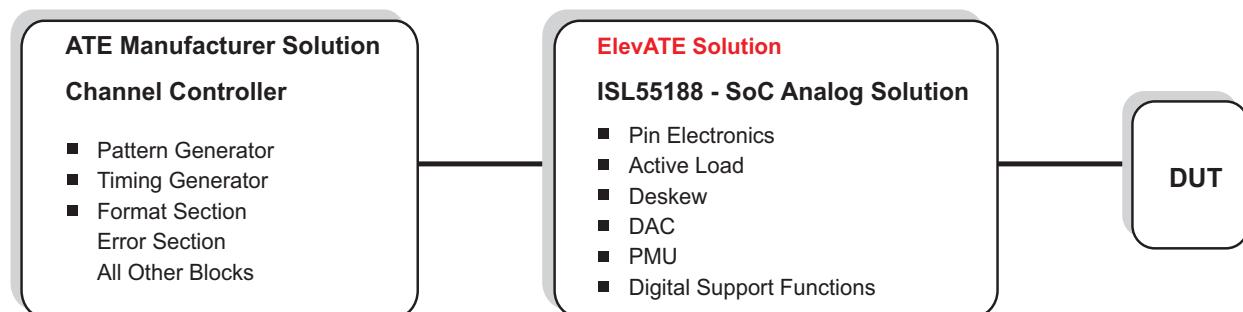 ATE Manufacturer Solution
Channel Controller
■ Pattern Generator
■ Timing Generator
■ Format Section
Error Section
All Other Blocks
ElevATE Solution
ISL55188 - SoC Analog Solution
■ Pin Electronics
■ Active Load
■ Deskew
■ DAC
■ PMU
■ Digital Support Functions
DUT